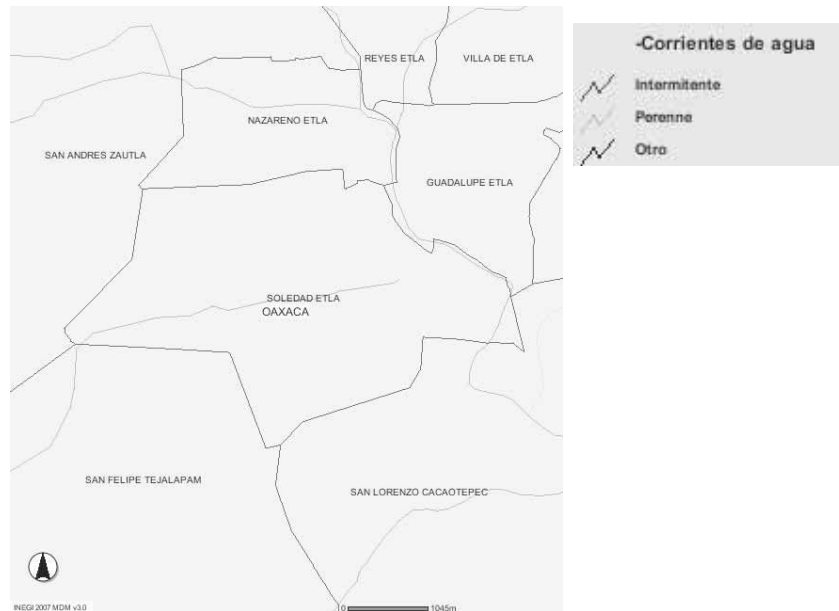 REYES ETLA
VILLA DE ETLA
NAZARENO ETLA
SAN ANDRES ZAUTLA
GUADALUPE ETLA
SOLEDAD ETLA
OAXACA
SAN FELIPE TEJALAPAM
SAN LORENZO CACAOTEPEC
INEGI 2007 MDM v3.0
0 1045m
-Corrientes de agua
Intermitente
Perenne
Otro